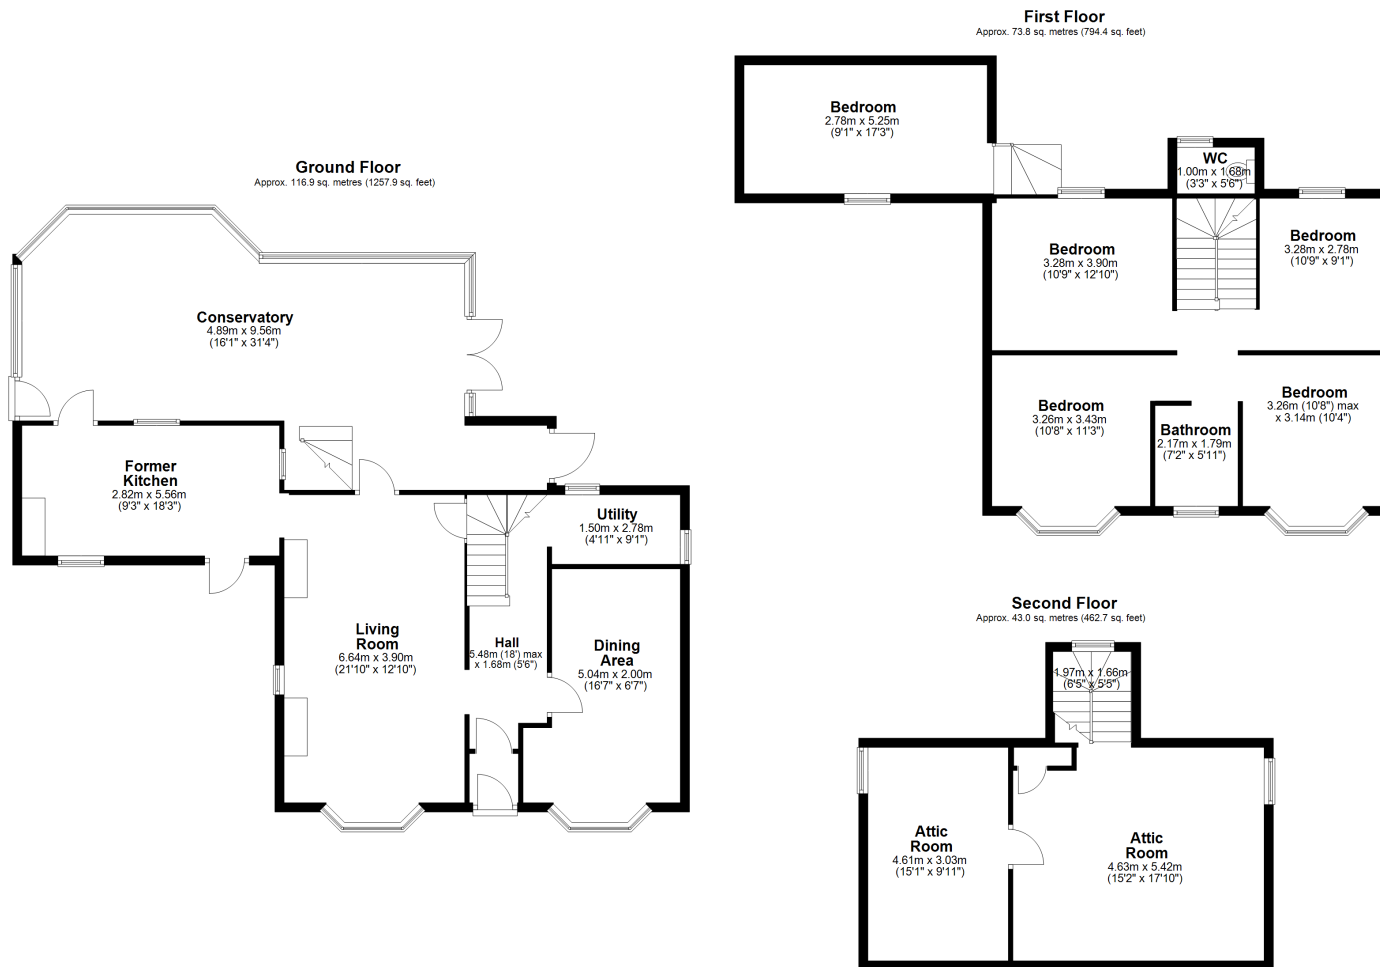 First Floor
Approx. 73.8 sq. metres (794.4 sq. feet)
Bedroom
2.78m x 5.25m
(9'1" x 17'3")
WC
1.00m x 1.68m
(3'3" x 5'6")
Bedroom
3.28m x 3.90m
(10'9" x 12'10")
Bedroom
3.28m x 2.78m
(10'9" x 9'1")
Bedroom
3.26m x 3.43m
(10'8" x 11'3")
Bathroom
2.17m x 1.79m
(7'2" x 5'11")
Bedroom
3.26m (10'8") max
x 3.14m (10'4")
Ground Floor
Approx. 116.9 sq. metres (1257.9 sq. feet)
Conservatory
4.89m x 9.56m
(16'1" x 31'4")
Former
Kitchen
2.82m x 5.56m
(9'3" x 18'3")
Utility
1.50m x 2.78m
(4'11" x 9'1")
Living
Room
6.64m x 3.90m
(21'10" x 12'10")
Hall
5.48m (18') max
x 1.68m (5'6")
Dining
Area
5.04m x 2.00m
(16'7" x 6'7")
Second Floor
Approx. 43.0 sq. metres (462.7 sq. feet)
1.97m x 1.66m
(6'5" x 5'5")
Attic
Room
4.61m x 3.03m
(15'1" x 9'11")
Attic
Room
4.63m x 5.42m
(15'2" x 17'10")